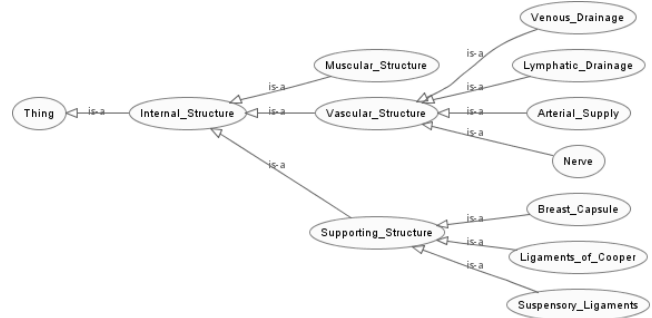 Venous_Drainage
is-a
Muscular_Structure
Lymphatic_Drainage
is-a
is-a
Thing
is-a
Internal_Structure
is-a
Vascular_Structure
is-a
Arterial_Supply
is-a
Nerve
is-a
Breast_Capsule
is-a
Supporting_Structure
is-a
Ligaments_of_Cooper
is-a
Suspensory_Ligaments